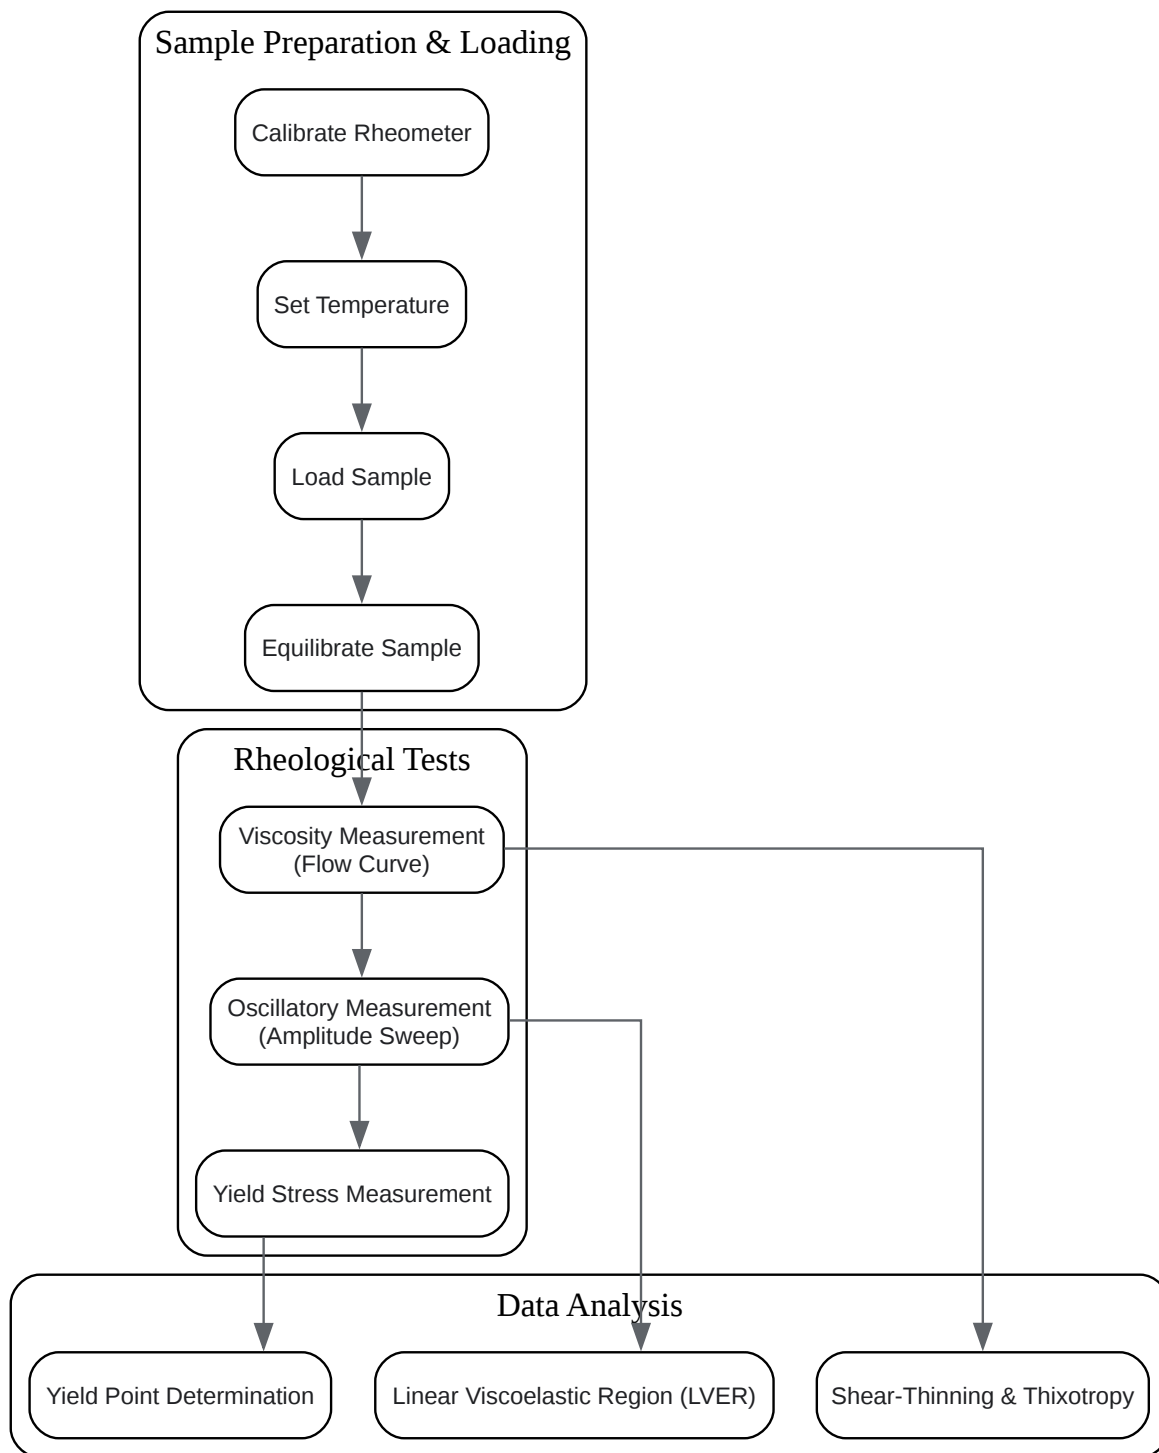 Sample Preparation & Loading
Calibrate Rheometer
Set Temperature
Load Sample
Equilibrate Sample
Rheological Tests
Viscosity Measurement
(Flow Curve)
Oscillatory Measurement
(Amplitude Sweep)
Yield Stress Measurement
Data Analysis
Yield Point Determination
Linear Viscoelastic Region (LVER)
Shear-Thinning & Thixotropy